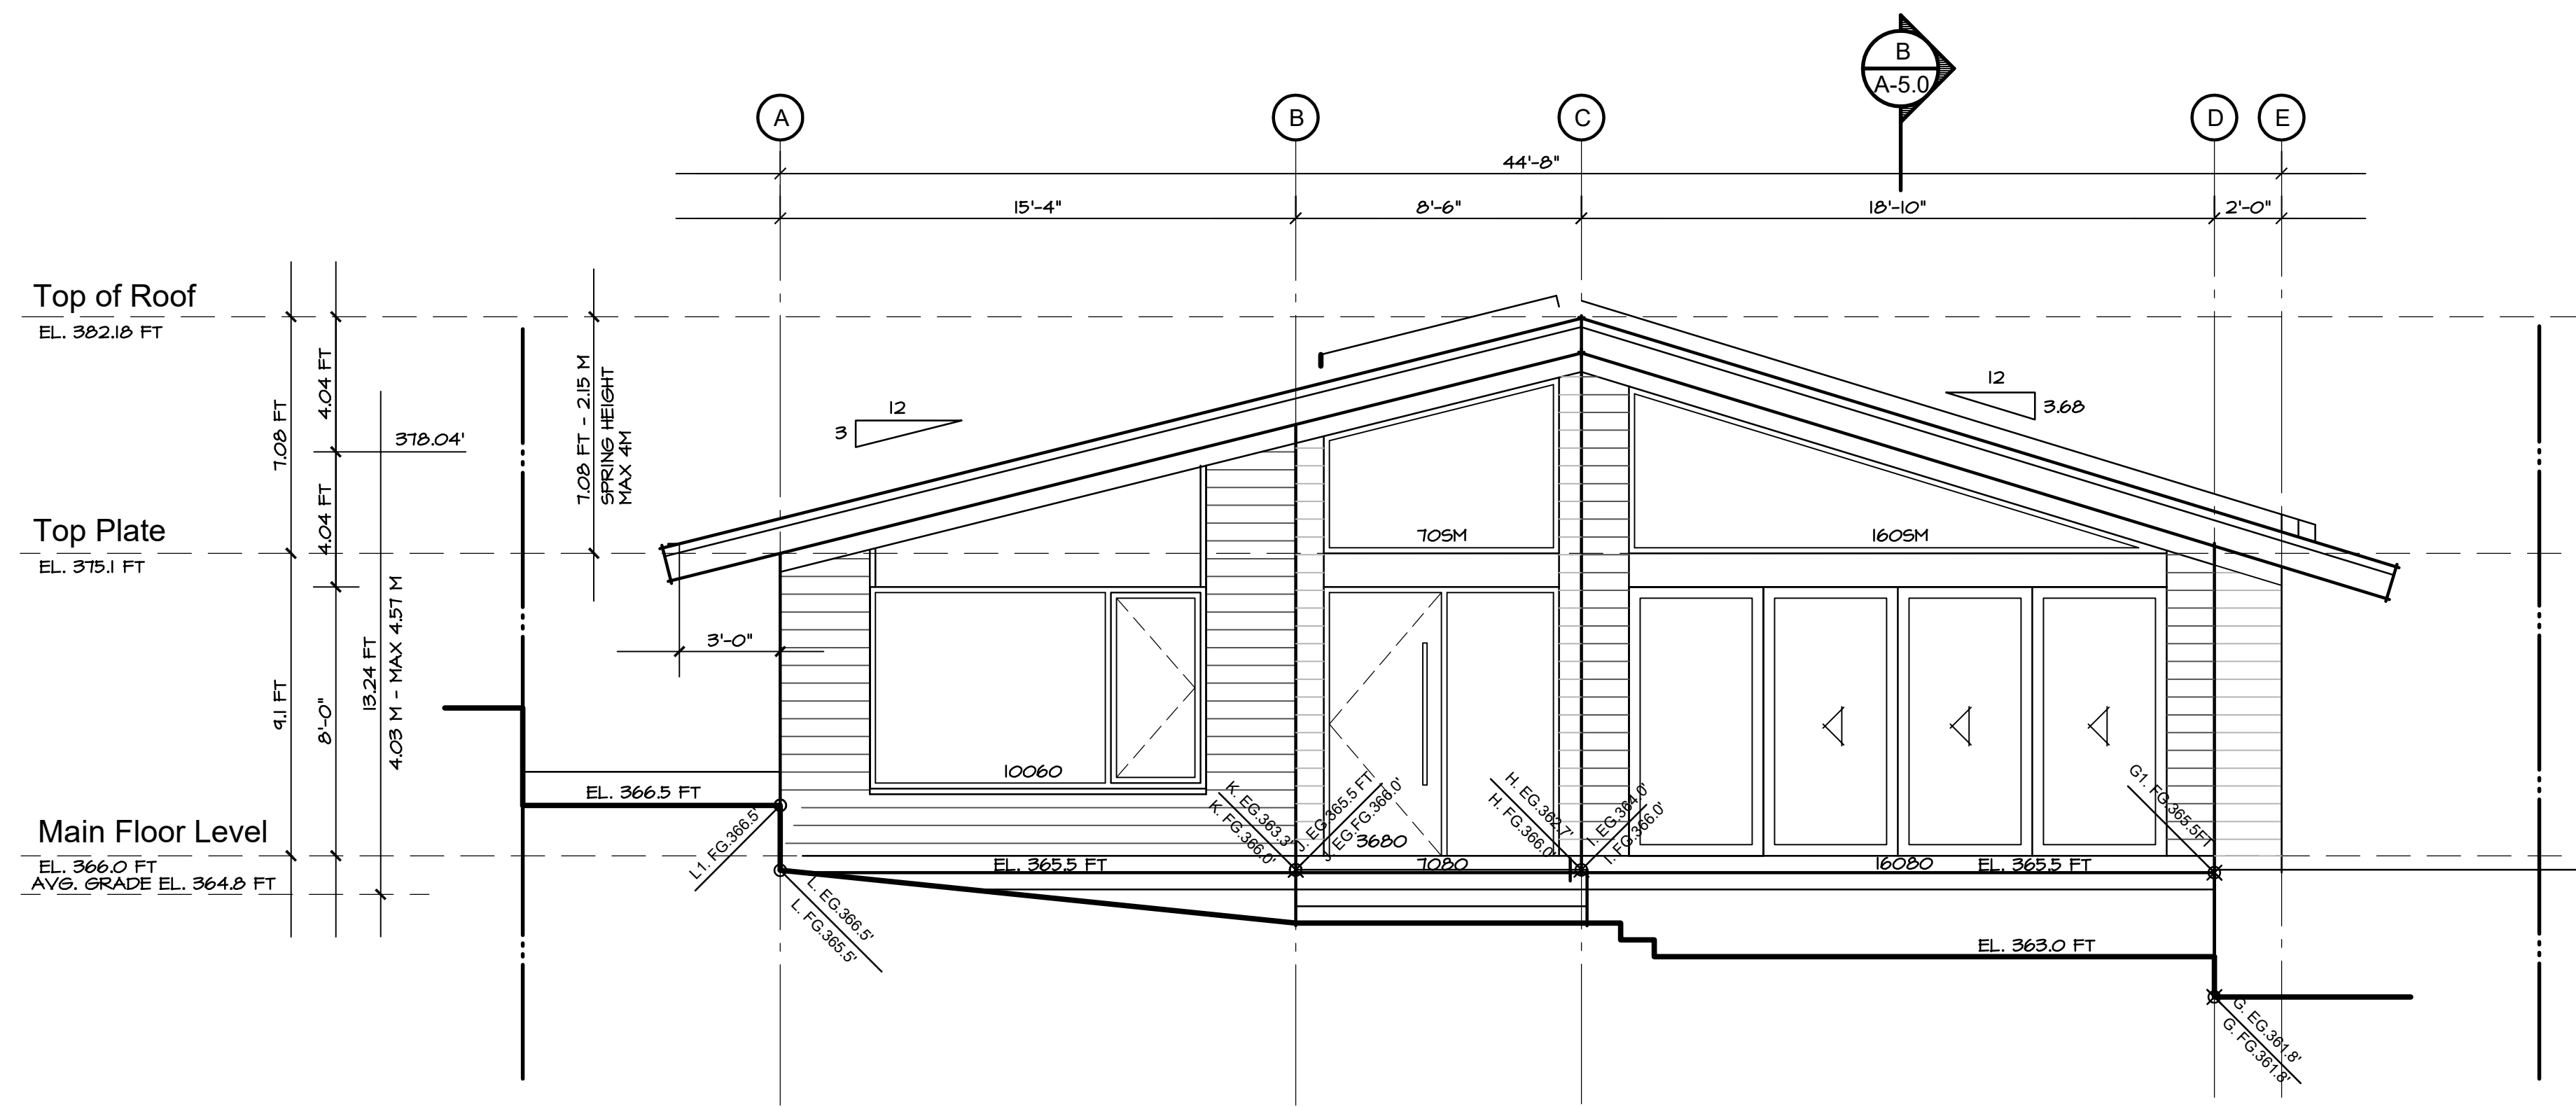 B
A-5.0
A
B
C
D
E
44'-8"
15'-4"
8'-6"
18'-10"
2'-0"
Top of Roof
EL. 382.18 FT
7.08 FT
4.04 FT
7.08 FT - 2.15 M
SPRING HEIGHT
MAX 4M
378.04'
12
3
12
3.68
4.04 FT
Top Plate
EL. 375.1 FT
70SM
160SM
3'-0"
9.1 FT
8'-0"
13.24 FT
4.03 M - MAX 4.57 M
10060
EL. 366.5 FT
Main Floor Level
EL. 366.0 FT
AVG. GRADE EL. 364.8 FT
L1. FG.366.5'
L. EG.366.5'
L. FG.365.5'
EL. 365.5 FT
K. EG.363.3'
K. FG.366.0'
J. EG.365.5 FT
J. EG.FG.366.0'
3680
7080
H. EG.362.7'
H. FG.366.0'
I. EG.364.0'
I. FG.366.0'
16080
EL. 365.5 FT
G1. FG.365.5FT
EL. 363.0 FT
G. EG.361.8'
G. FG.361.8'